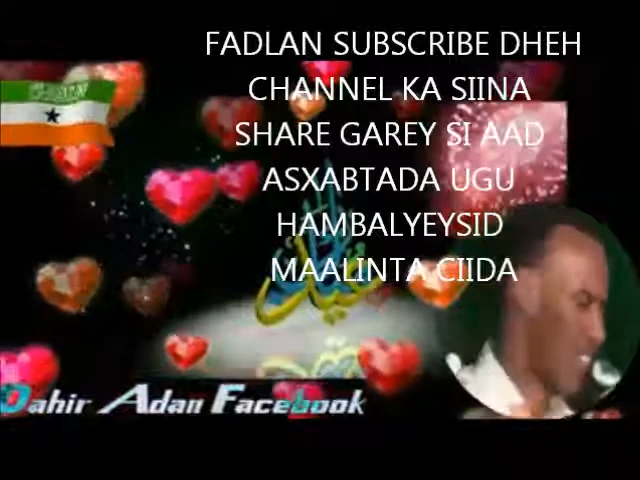 FADLAN SUBSCRIBE DHEH
CHANNEL KA SIINA
SHARE GAREY SI AAD
ASXABTADA UGU
HAMBALYEYSID
MAALINTA CIIDA
Dahir Adan Facebook